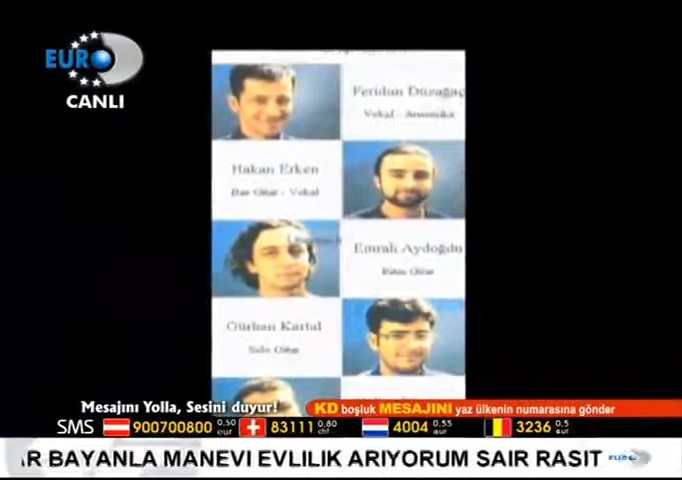 EURO D
CANLI
Feridun Düzağaç
Vokal - Armonika
Hakan Erken
Bas Gitar - Vokal
Emrah Aydoğdu
Ritm Gitar
Gürhan Kartal
Solo Gitar
Mesajını Yolla, Sesini duyur!
KD boşluk MESAJINI yaz ülkenin numarasına gönder
SMS 900700800 0.50 eur 83111 0,80 chf 4004 0.55 eur 3236 0,5 eur
AR BAYANLA MANEVI EVLILIK ARIYORUM SAIR RASIT
EURO D